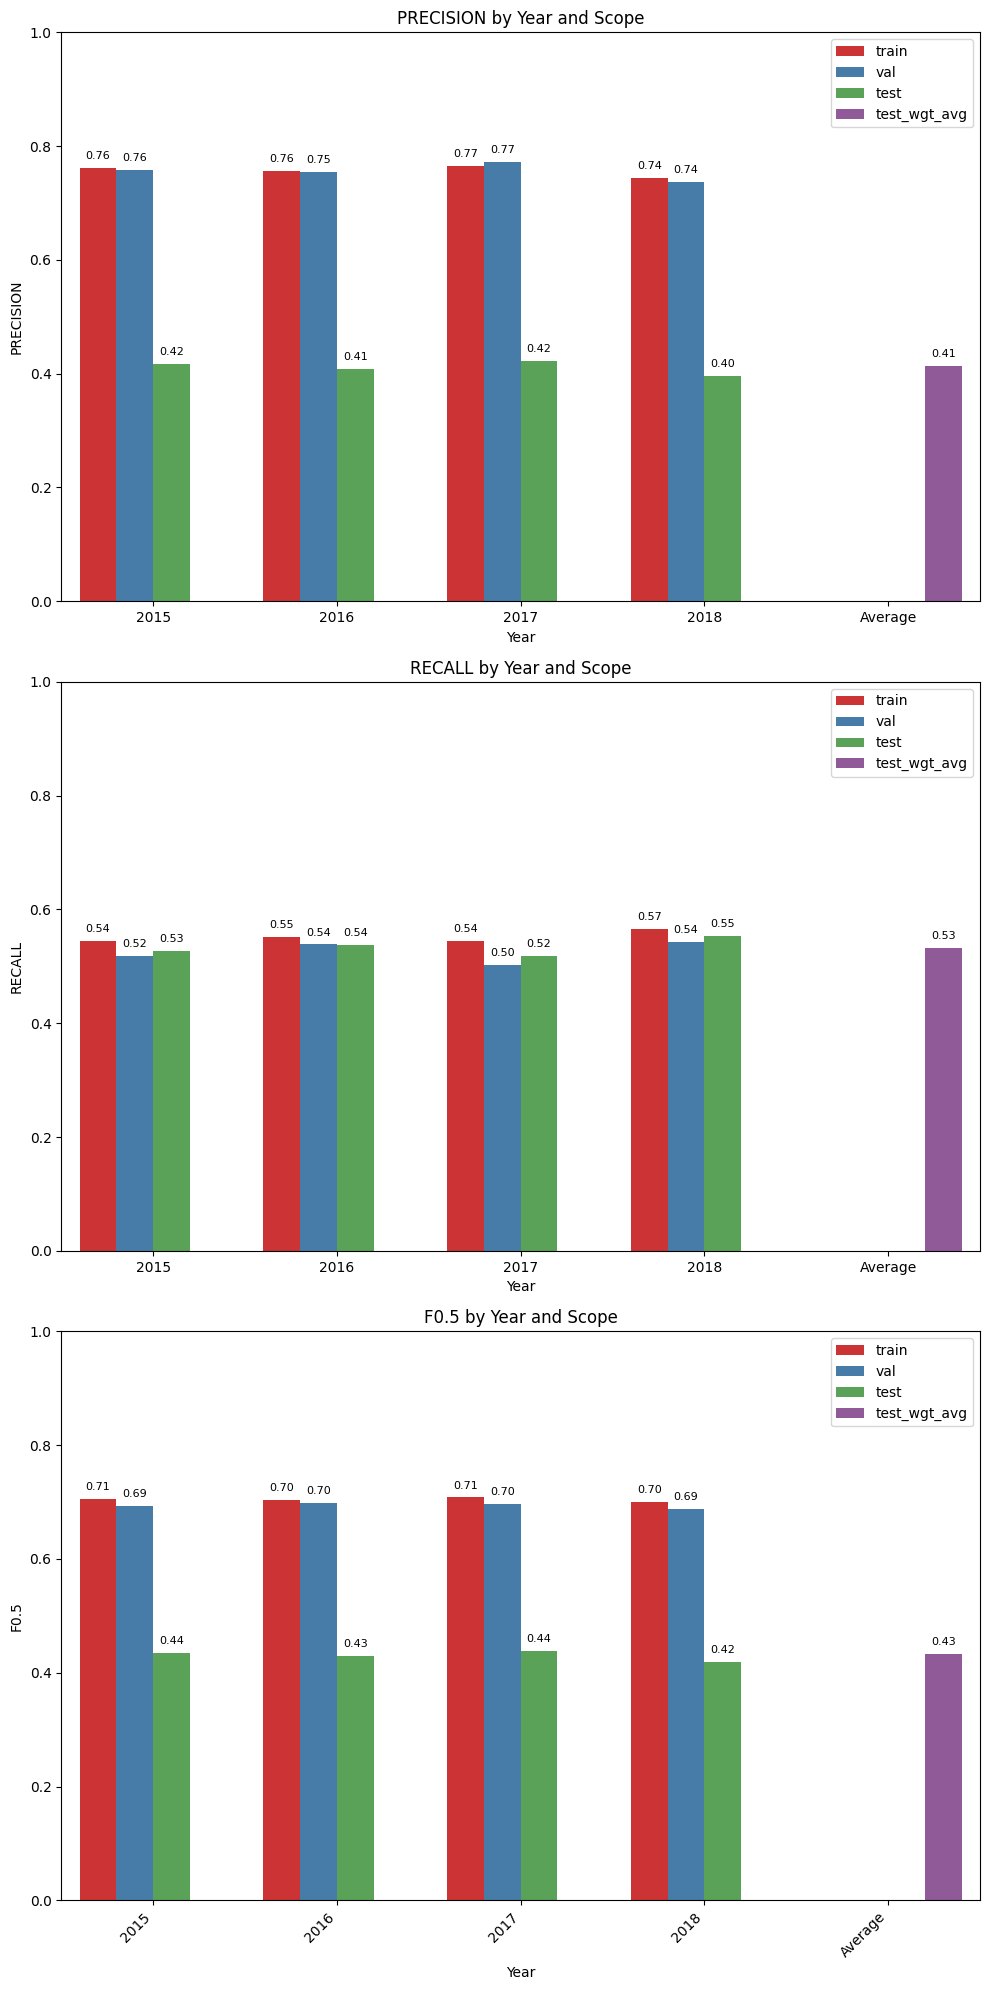 PRECISION by Year and Scope
1.0
train
val
test
test_wgt_avg
0.8
0.76 0.76 0.76 0.75 0.77 0.77 0.74 0.74
0.6
PRECISION
0.42 0.41 0.42 0.40 0.41
0.4
0.2
0.0
2015 2016 2017 2018 Average
Year
RECALL by Year and Scope
1.0
train
val
test
test_wgt_avg
0.8
0.6
0.54 0.52 0.53 0.55 0.54 0.54 0.54 0.50 0.52 0.57 0.54 0.55 0.53
RECALL
0.4
0.2
0.0
2015 2016 2017 2018 Average
Year
F0.5 by Year and Scope
1.0
train
val
test
test_wgt_avg
0.8
0.71 0.69 0.70 0.70 0.71 0.70 0.70 0.69
0.6
F0.5
0.44 0.43 0.44 0.42 0.43
0.4
0.2
0.0
2015 2016 2017 2018 Average
Year